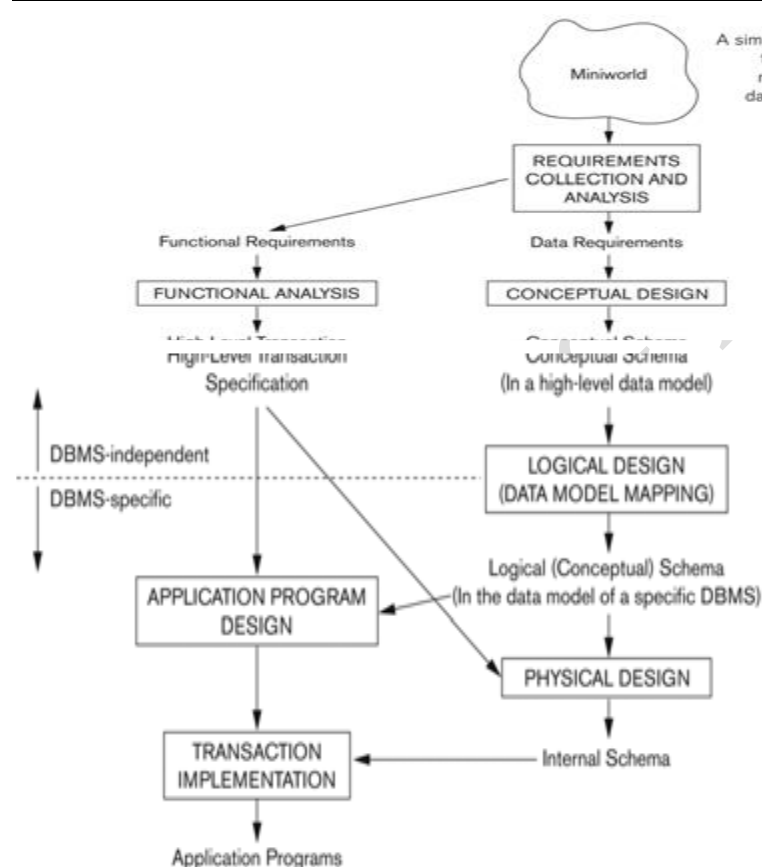 Miniworld
A sim
REQUIREMENTS
COLLECTION AND
ANALYSIS
Functional Requirements
Data Requirements
FUNCTIONAL ANALYSIS
CONCEPTUAL DESIGN
High-Level Transaction
Specification
Conceptual Schema
(In a high-level data model)
DBMS-independent
DBMS-specific
LOGICAL DESIGN
(DATA MODEL MAPPING)
Logical (Conceptual) Schema
(In the data model of a specific DBMS)
APPLICATION PROGRAM
DESIGN
PHYSICAL DESIGN
TRANSACTION
IMPLEMENTATION
Internal Schema
Application Programs